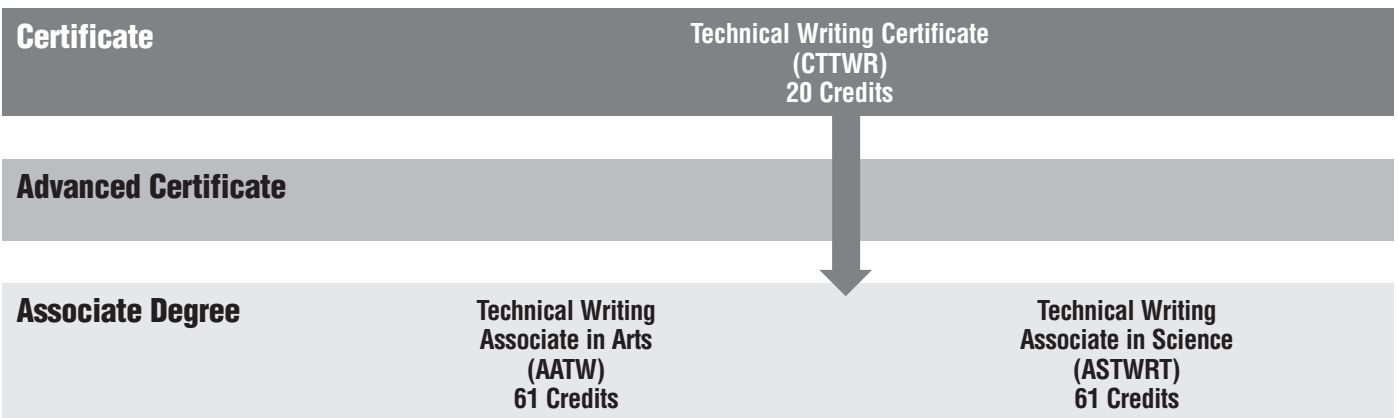 Certificate
Technical Writing Certificate
(CTTWR)
20 Credits
Advanced Certificate
Associate Degree
Technical Writing
Associate in Arts
(AATW)
61 Credits
Technical Writing
Associate in Science
(ASTWRT)
61 Credits